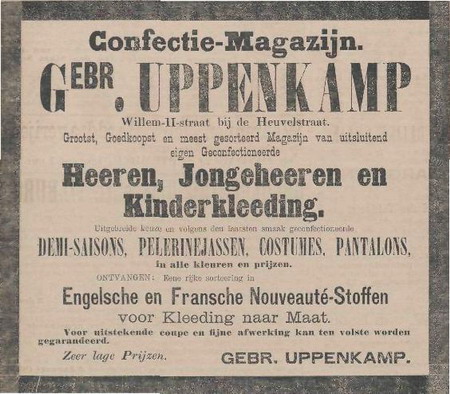 Confectie-Magazijn.
GEBR. UPPENKAMP
Willem-II-straat bij de Heuvelstraat.
Grootst, Goedkoopst en meest gesorteerd Magazijn van uitsluitend
eigen Geconfectioneerde
Heeren, Jongeheeren en
Kinderkleeding.
Uitgebreide keuze en volgens den laatsten smaak geconfectioneerde
DEMI-SAISONS, PELERINEJASSEN, COSTUMES, PANTALONS,
in alle kleuren en prijzen.
ONTVANGEN: Eene rijke sorteering in
Engelsche en Fransche Nouveauté-Stoffen
voor Kleeding naar Maat.
Voor uitstekende coupe en fijne afwerking kan ten volste worden
gegarandeerd.
Zeer lage Prijzen. GEBR. UPPENKAMP.